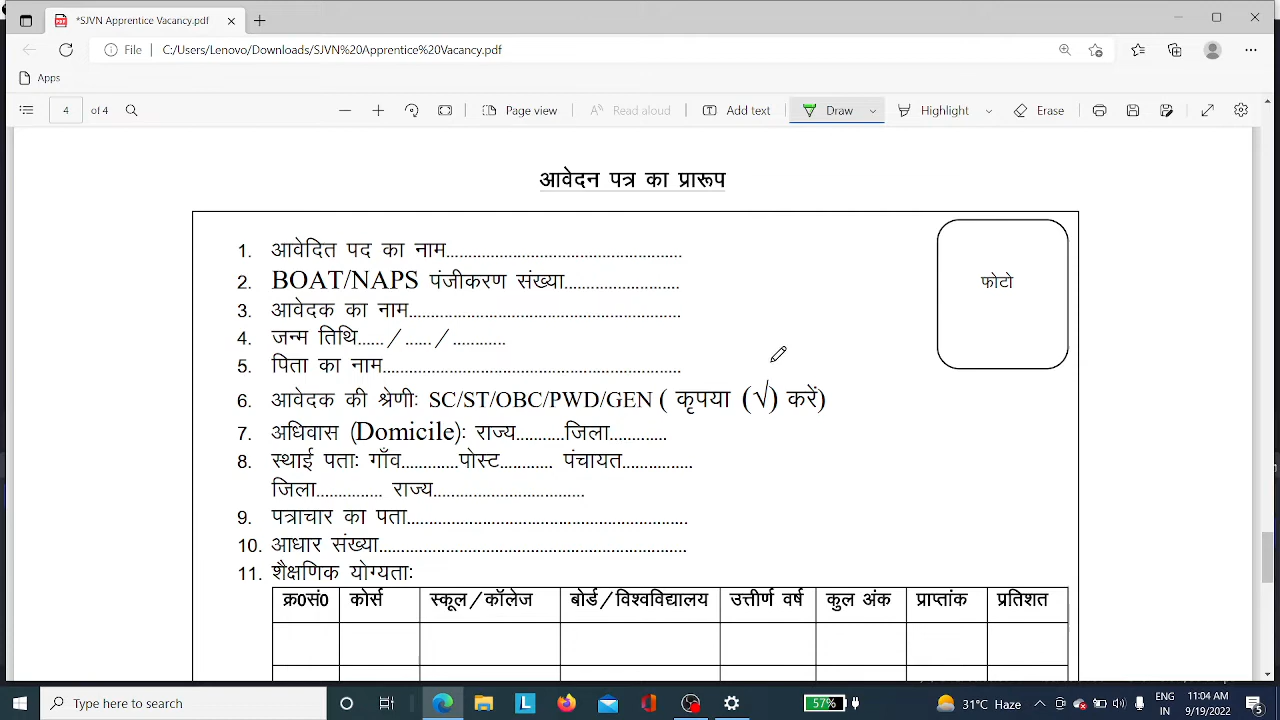 *SJVN Apprentice Vacancy.pdf
File | C:/Users/Lenovo/Downloads/SJVN%20Apprentice%20Vacancy.pdf
Apps
4 of 4 Page view Read aloud Add text Draw Highlight Erase
आवेदन पत्र का प्रारूप
फोटो
1. आवेदित पद का नाम....................................................
2. BOAT/NAPS पंजीकरण संख्या.........................
3. आवेदक का नाम............................................................
4. जन्म तिथि....../ ....../ ............
5. पिता का नाम.................................................................
6. आवेदक की श्रेणीः SC/ST/OBC/PWD/GEN ( कृपया (√) करें)
7. अधिवास (Domicile)ः राज्य...........जिला.............
8. स्थाई पताः गाँव.............पोस्ट............ पंचायत................
जिला............... राज्य..................................
9. पत्राचार का पता..............................................................
10. आधार संख्या....................................................................
11. शैक्षणिक योग्यताः
क्र0सं0 कोर्स स्कूल/कॉलेज बोर्ड/विश्वविद्यालय उत्तीर्ण वर्ष कुल अंक प्राप्तांक प्रतिशत
Type here to search 57% 31°C Haze ENG 11:04 AM
IN 9/19/2022 5